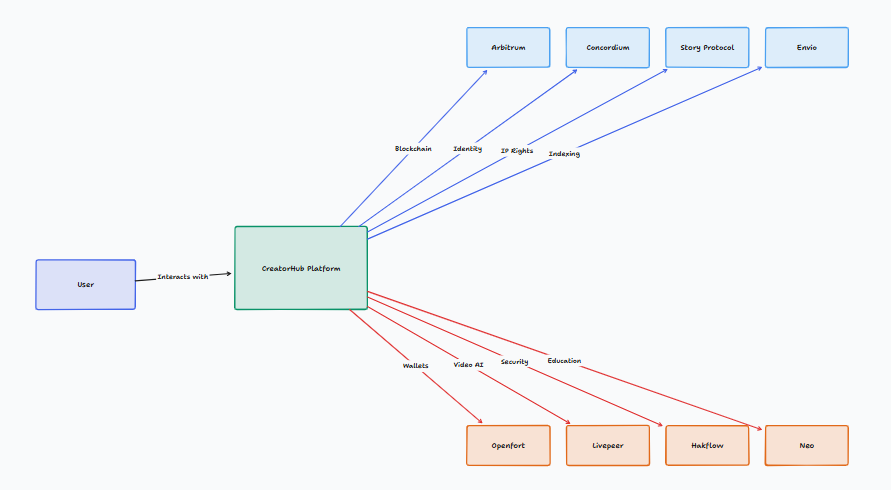 Arbitrum
Concordium
Story Protocol
Envio
Blockchain
Identity
IP Rights
Indexing
CreatorHub Platform
User
Interacts with
Wallets
Video AI
Security
Education
Openfort
Livepeer
Hakflow
Neo